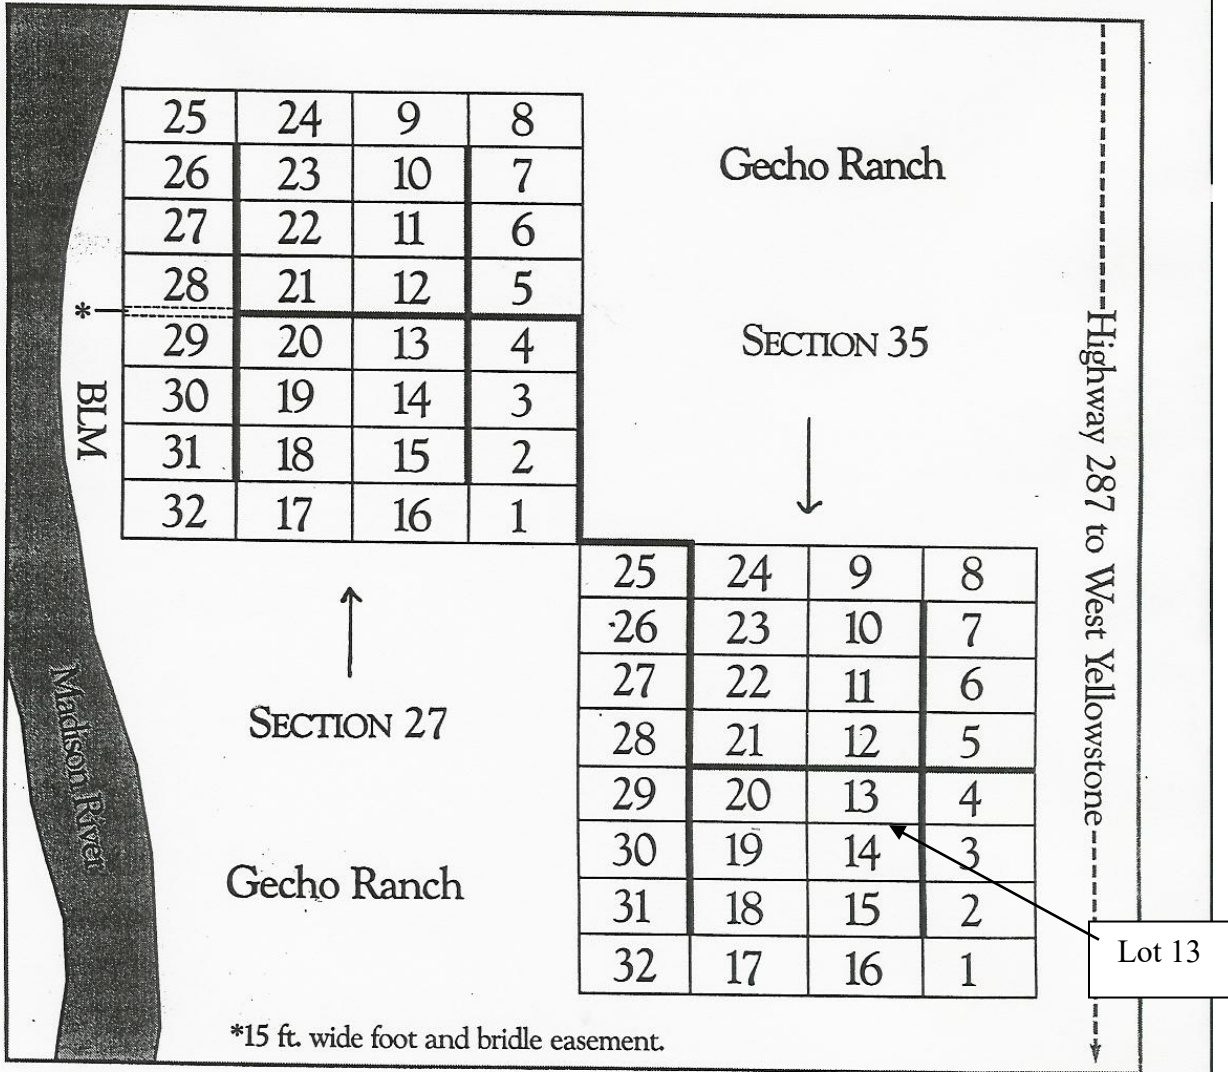 25 24 9 8
26 23 10 7
27 22 11 6
28 21 12 5
*
29 20 13 4
30 19 14 3
31 18 15 2
32 17 16 1
BLM
Madison River
Gecho Ranch
SECTION 35
Highway 287 to West Yellowstone
SECTION 27
Gecho Ranch
25 24 9 8
26 23 10 7
27 22 11 6
28 21 12 5
29 20 13 4
30 19 14 3
31 18 15 2
32 17 16 1
Lot 13
*15 ft. wide foot and bridle easement.